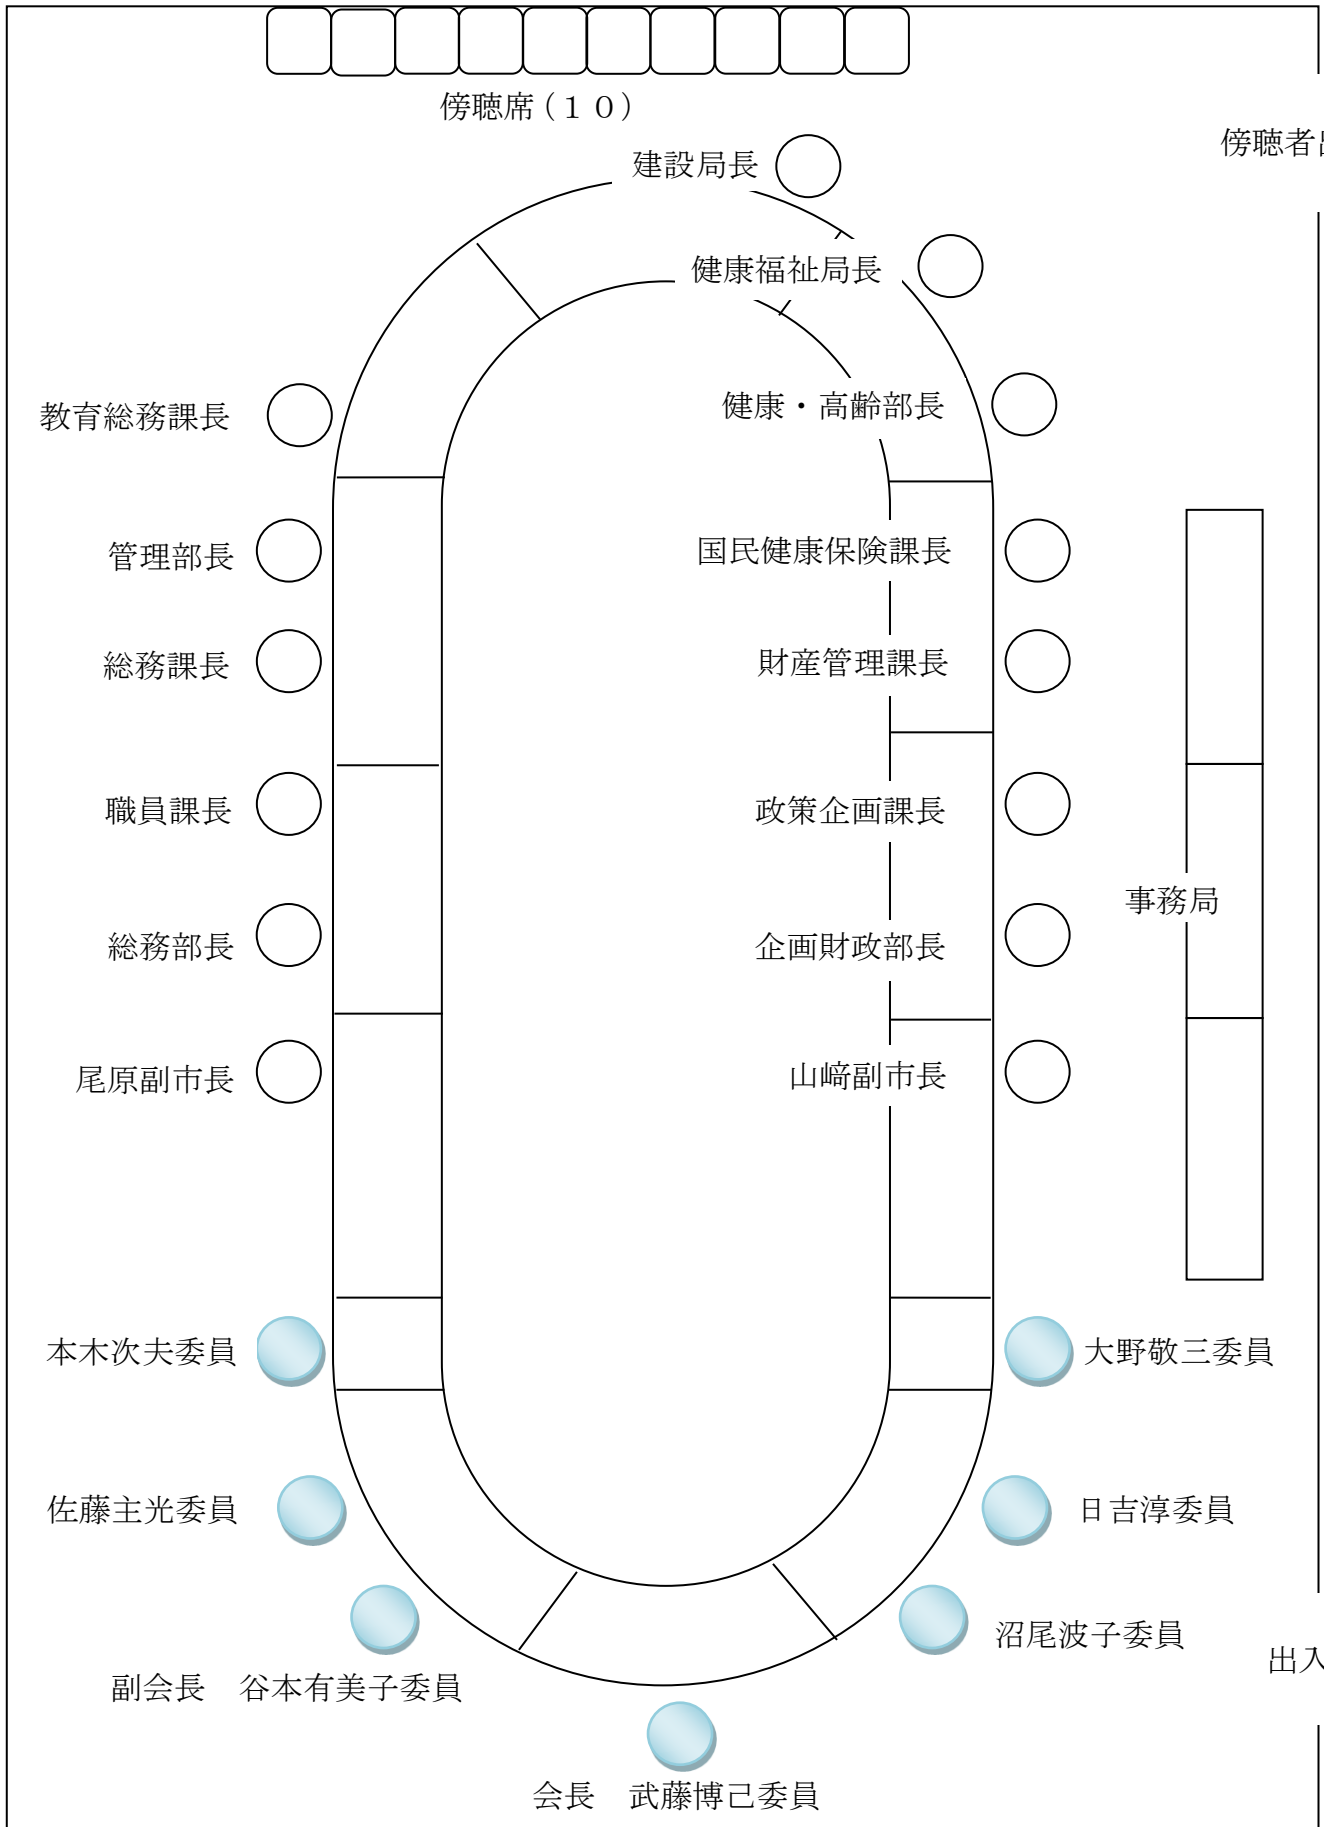 傍聴席(１０)
傍聴者
建設局長
健康福祉局長
健康・高齢部長
教育総務課長
国民健康保険課長
管理部長
財産管理課長
総務課長
政策企画課長
職員課長
事務局
企画財政部長
総務部長
山﨑副市長
尾原副市長
本木次夫委員
大野敬三委員
佐藤主光委員
日吉淳委員
沼尾波子委員
出入
副会長　谷本有美子委員
会長　武藤博己委員